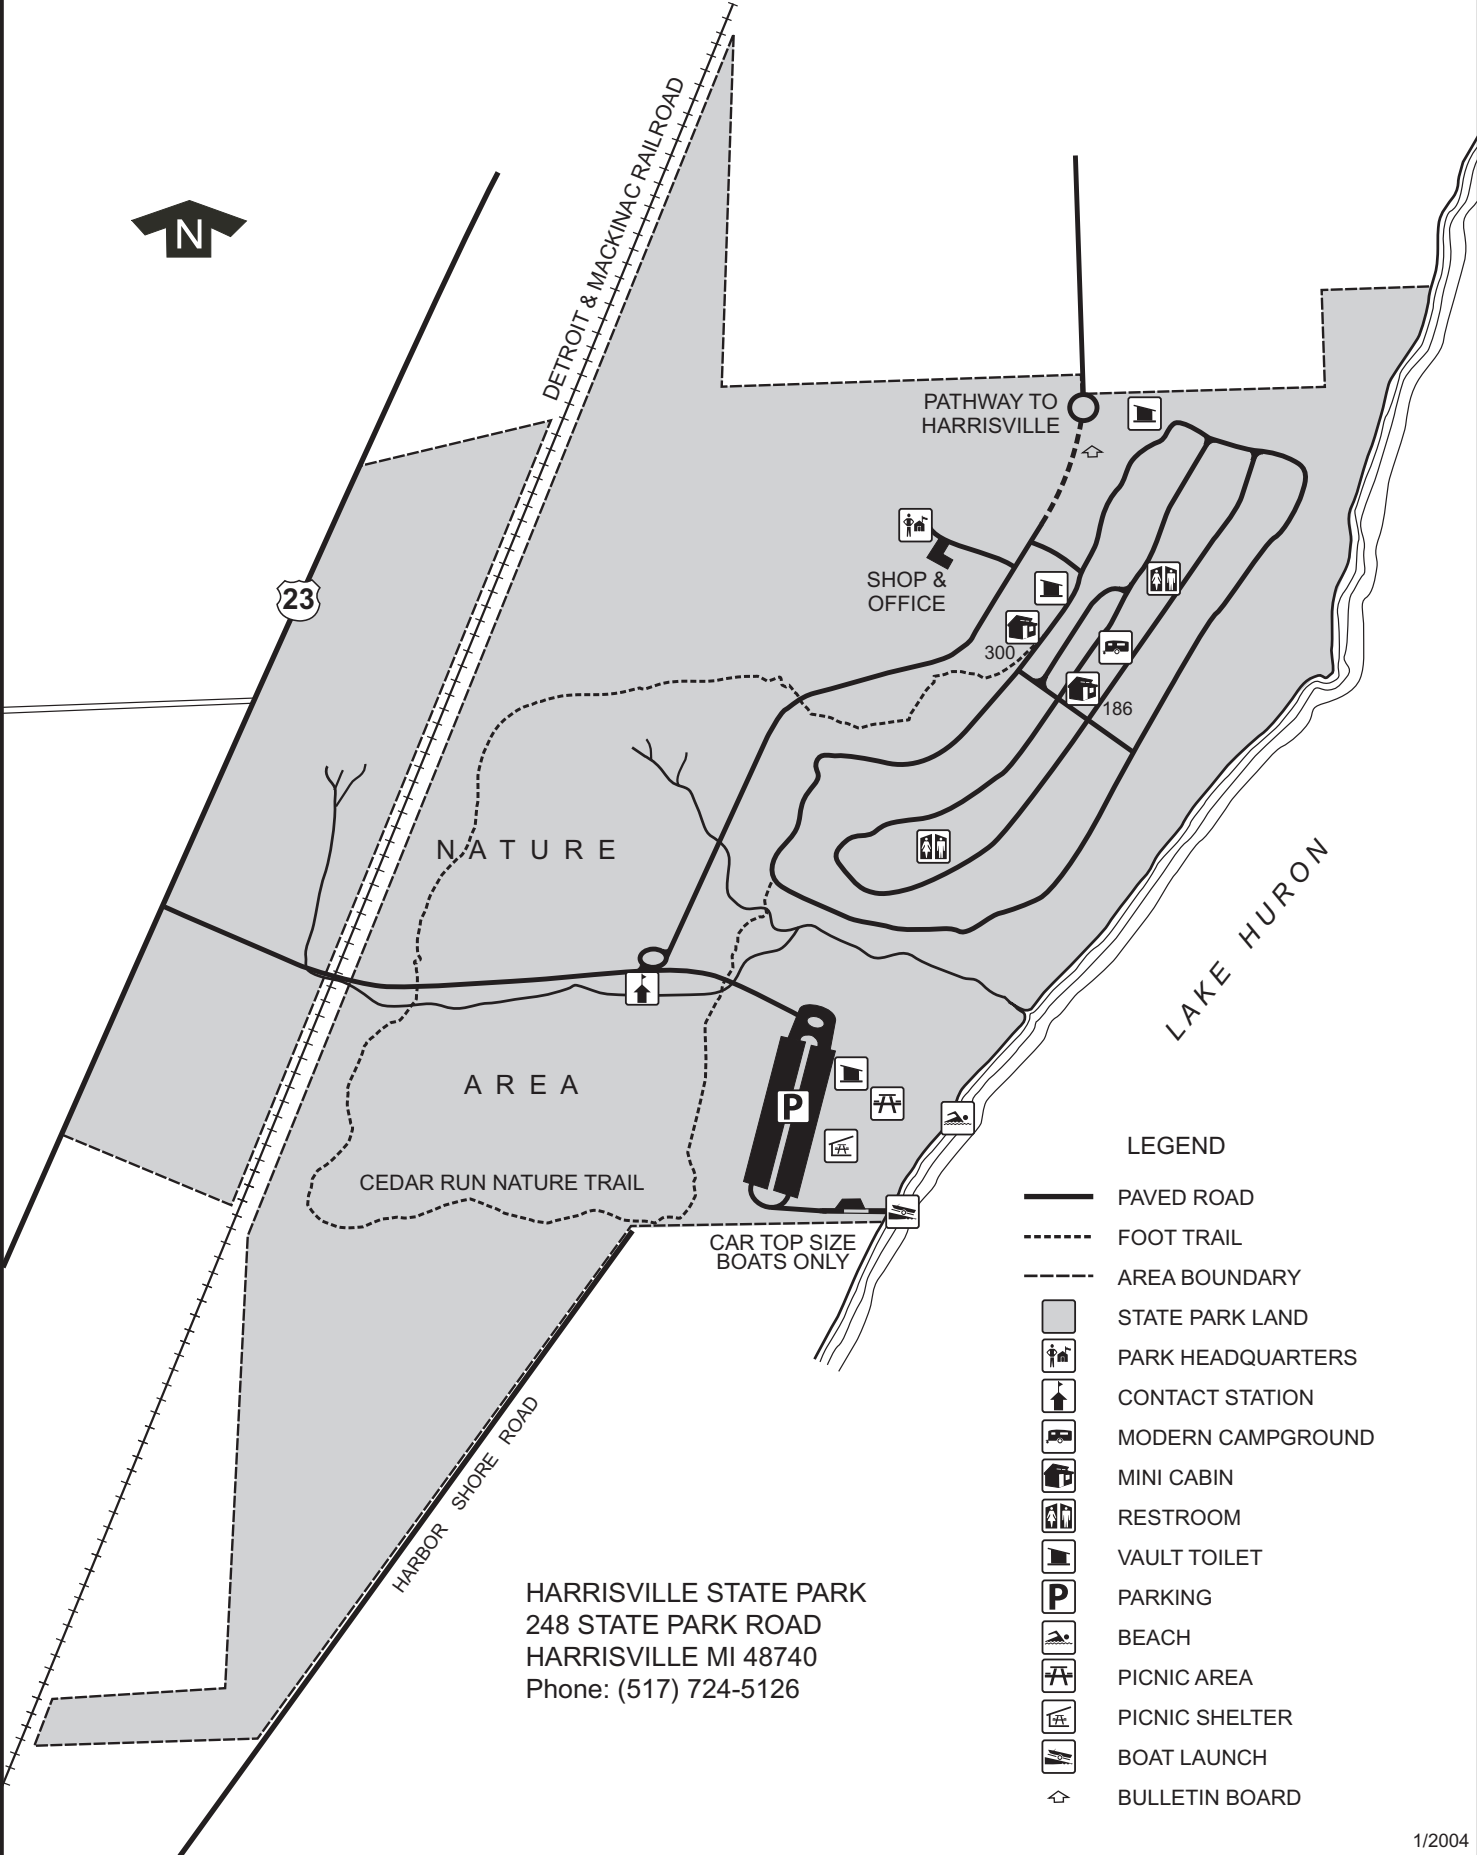 DETROIT & MACKINAC RAILROAD
N
PATHWAY TO
HARRISVILLE
SHOP &
OFFICE
23
300
186
NATURE
AREA
LAKE HURON
P
CEDAR RUN NATURE TRAIL
CAR TOP SIZE
BOATS ONLY
HARBOR SHORE ROAD
LEGEND
PAVED ROAD
FOOT TRAIL
AREA BOUNDARY
STATE PARK LAND
PARK HEADQUARTERS
CONTACT STATION
MODERN CAMPGROUND
MINI CABIN
RESTROOM
VAULT TOILET
P PARKING
BEACH
PICNIC AREA
PICNIC SHELTER
BOAT LAUNCH
BULLETIN BOARD
HARRISVILLE STATE PARK
248 STATE PARK ROAD
HARRISVILLE MI 48740
Phone: (517) 724-5126
1/2004